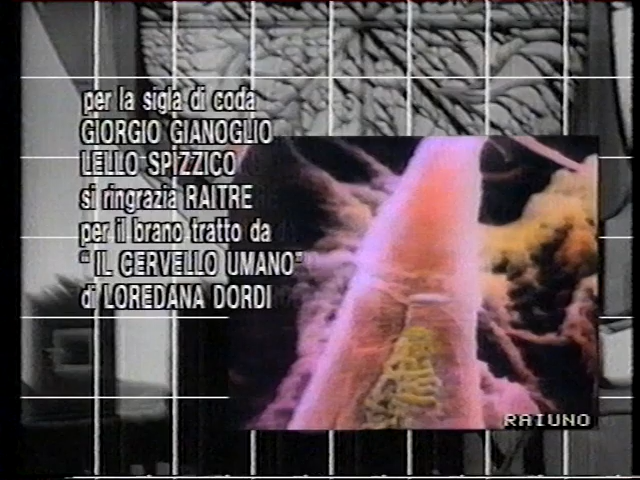 per la sigla di coda
GIORGIO GIANOGLIO
LELLO SPIZZICO
si ringrazia RAITRE
per il brano tratto da
"IL CERVELLO UMANO"
di LOREDANA DORDI
RAIUNO